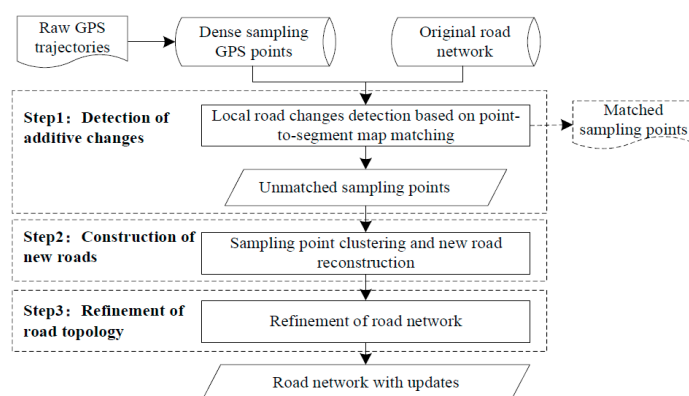 Raw GPS
trajectories
Dense sampling
GPS points
Original road
network
Step1：Detection of
additive changes
Local road changes detection based on point-
to-segment map matching
Matched
sampling points
Unmatched sampling points
Step2：Construction of
new roads
Sampling point clustering and new road
reconstruction
Step3：Refinement of
road topology
Refinement of road network
Road network with updates